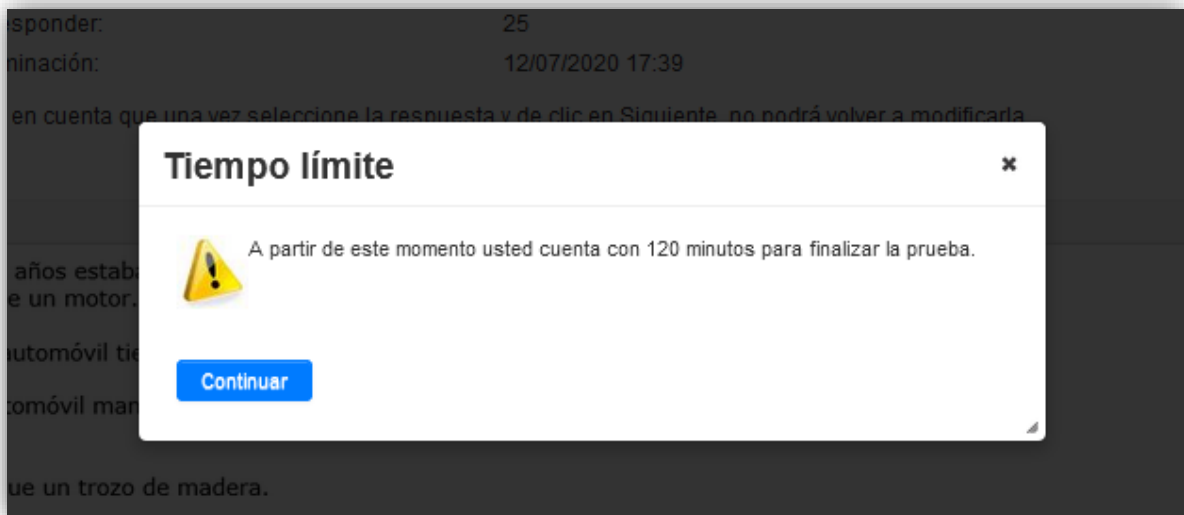 sponder: 25
minación: 12/07/2020 17:39
en cuenta que una vez seleccione la respuesta y de clic en Siguiente, no podrá volver a modificarla
Tiempo límite
A partir de este momento usted cuenta con 120 minutos para finalizar la prueba.
años estab
e un motor.
automóvil tie
Continuar
tomóvil man
ue un trozo de madera.